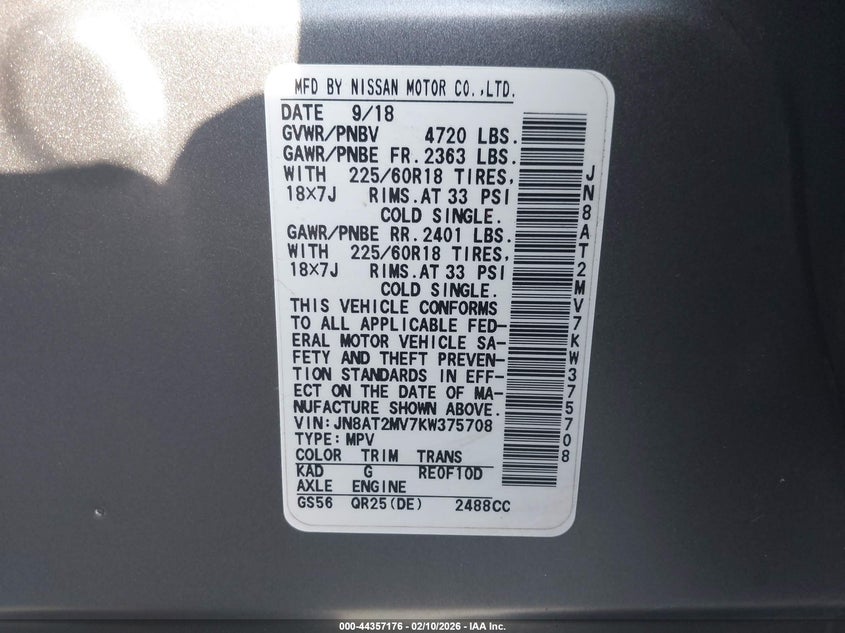 MFD BY NISSAN MOTOR CO.,LTD.
DATE 9/18
GVWR/PNBV 4720 LBS.
GAWR/PNBE FR. 2363 LBS.
WITH 225/60R18 TIRES,
18×7J RIMS. AT 33 PSI
COLD SINGLE.
GAWR/PNBE RR. 2401 LBS.
WITH 225/60R18 TIRES,
18×7J RIMS. AT 33 PSI
COLD SINGLE.
THIS VEHICLE CONFORMS
TO ALL APPLICABLE FED-
ERAL MOTOR VEHICLE SA-
FETY AND THEFT PREVEN-
TION STANDARDS IN EFF-
ECT ON THE DATE OF MA-
NUFACTURE SHOWN ABOVE.
VIN:JN8AT2MV7KW375708
TYPE:MPV
COLOR TRIM TRANS
KAD G RE0F10D
AXLE ENGINE
GS56 QR25(DE) 2488CC
JN8AT2MV7KW375708
000-44357176 — 02/10/2026 — IAA Inc.